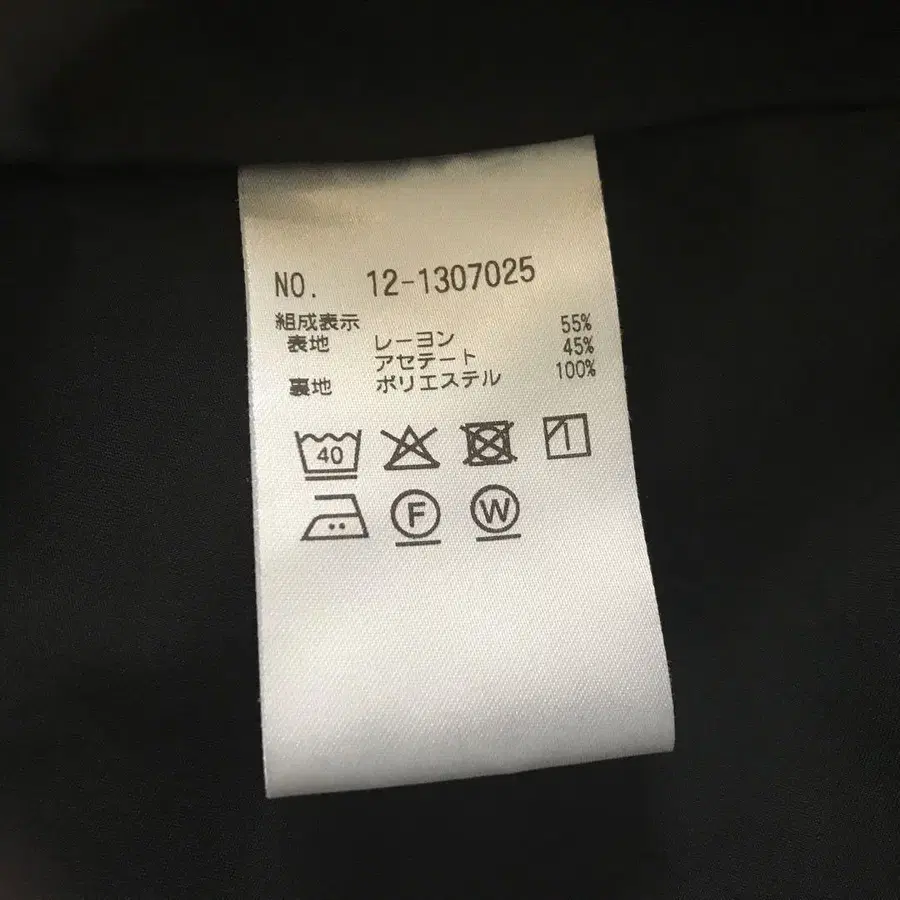 NO. 12-1307025
組成表示
表地 レーヨン 55%
アセテート 45%
裏地 ポリエステル 100%
40
F W